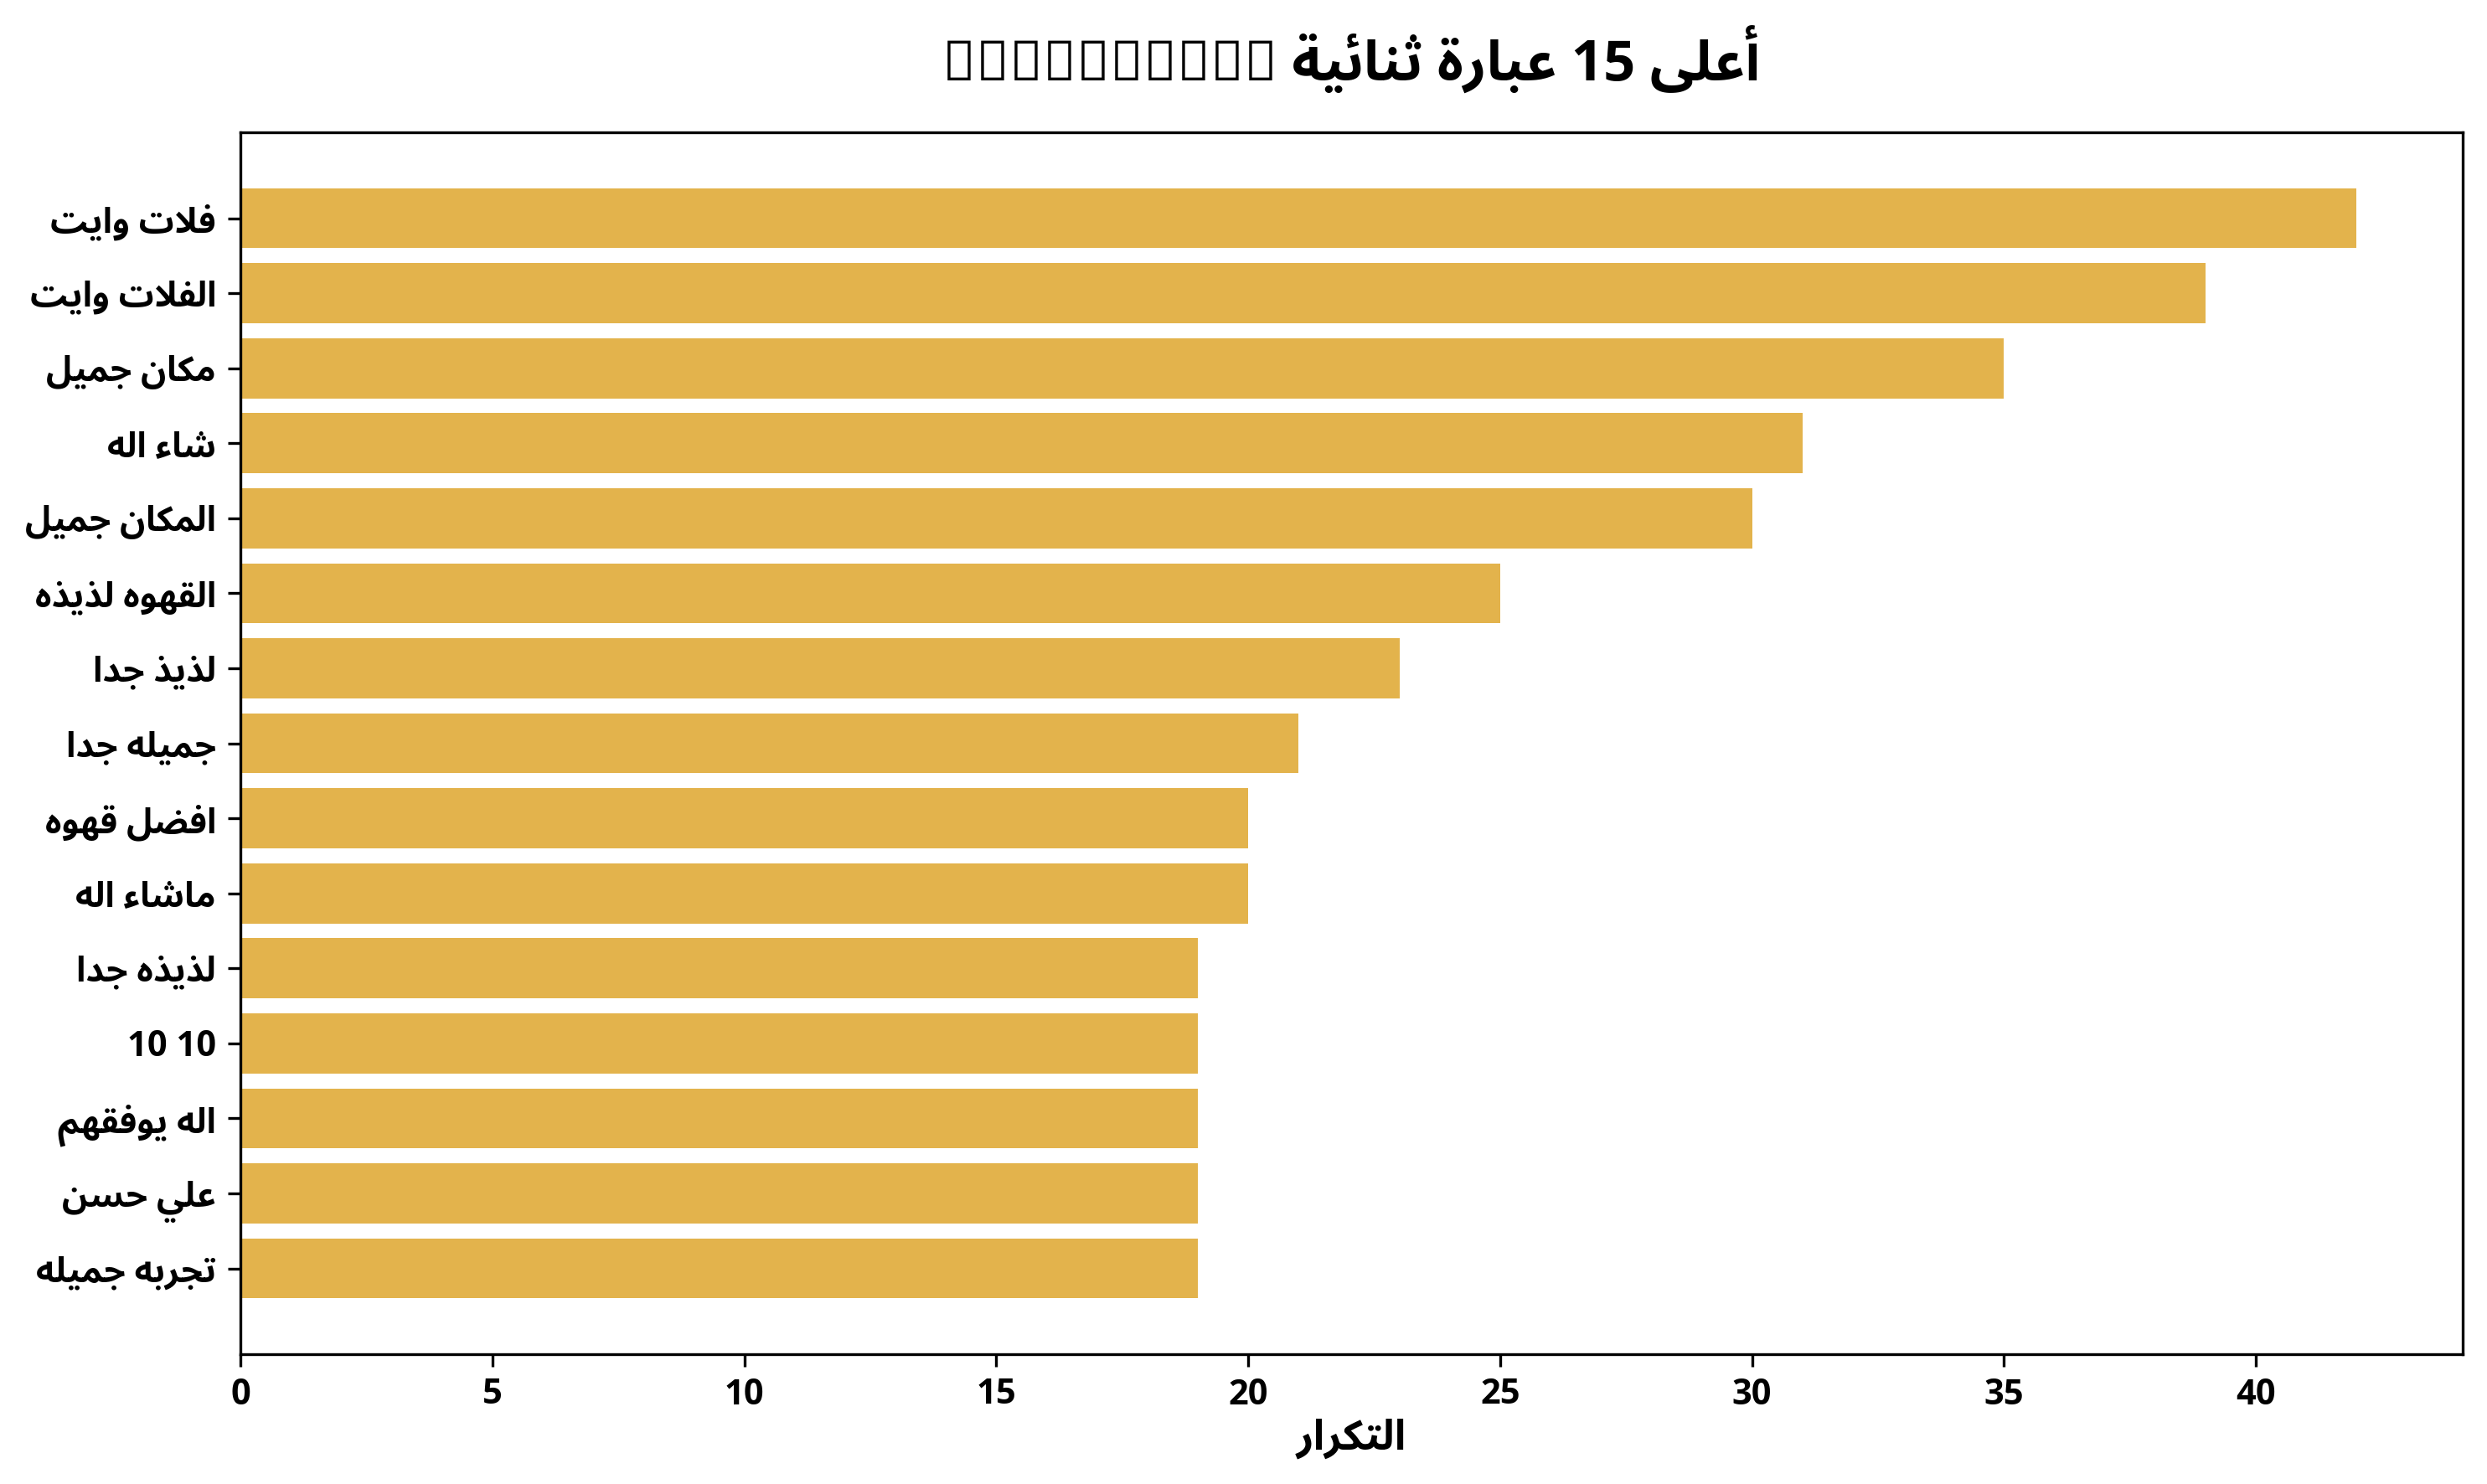 أعلى 15 عبارة ثنائية
فلات وايت
الفلات وايت
مكان جميل
شاء اله
المكان جميل
القهوه لذيذه
لذيذ جدا
جميله جدا
افضل قهوه
ماشاء اله
لذيذه جدا
10 10
اله يوفقهم
علي حسن
تجربه جميله
0 5 10 15 20 25 30 35 40
التكرار